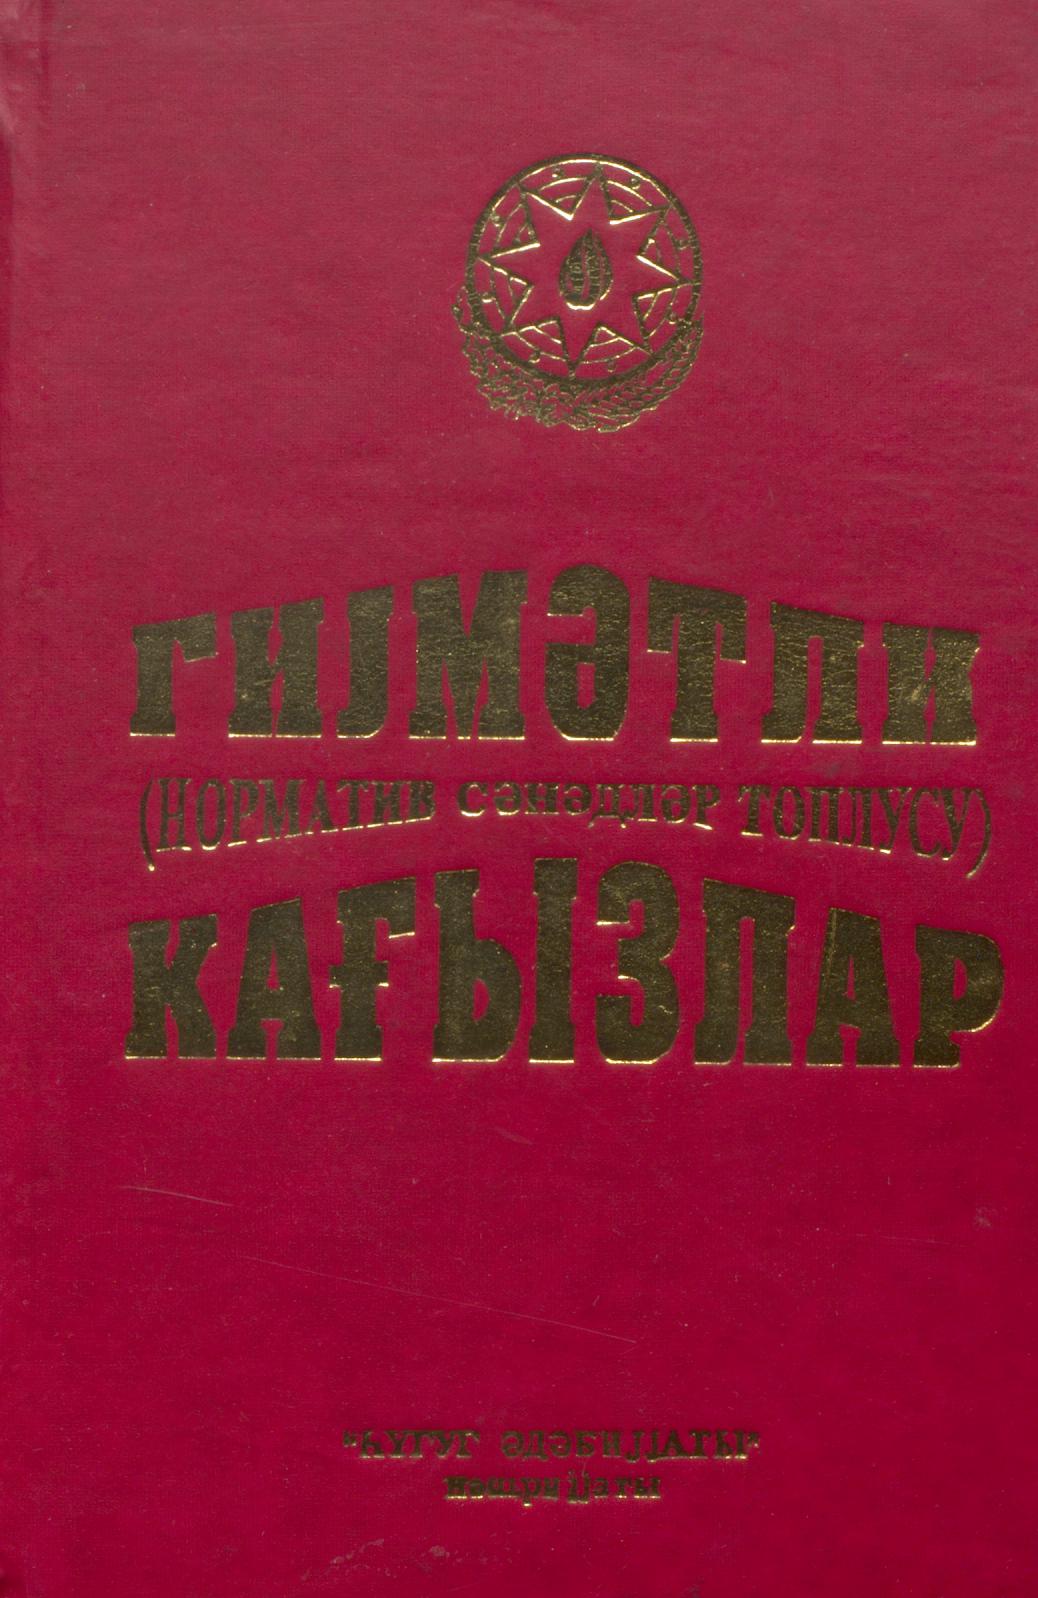 ГИЈМӘТЛИ
(НОРМАТИВ СӘНӘДЛӘР ТОПЛУСУ)
КАҒЫЗЛАР
"ҺҮГУГ ӘДӘБИЈЈАТЫ"
нәшријјаты